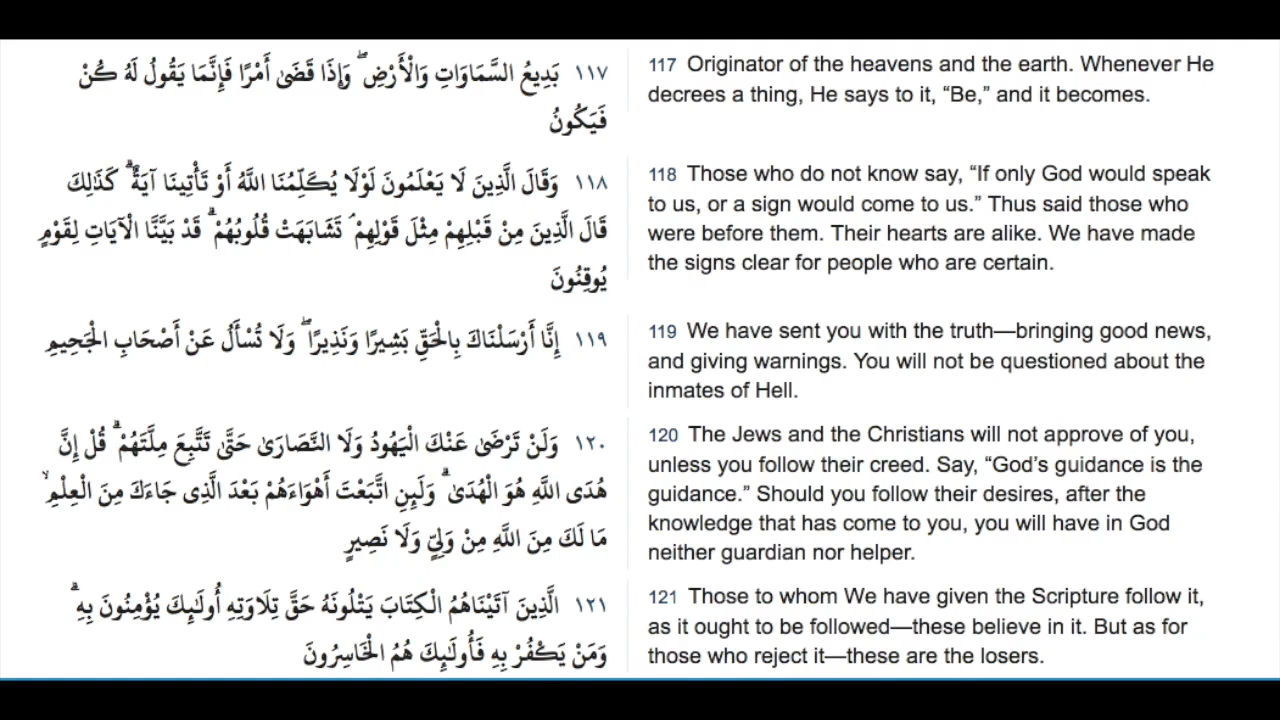 ١١٧ بَدِيعُ السَّمَاوَاتِ وَالْأَرْضِ ۖ وَإِذَا قَضَىٰ أَمْرًا فَإِنَّمَا يَقُولُ لَهُ كُنْ
فَيَكُونُ
117 Originator of the heavens and the earth. Whenever He
decrees a thing, He says to it, “Be,” and it becomes.
١١٨ وَقَالَ الَّذِينَ لَا يَعْلَمُونَ لَوْلَا يُكَلِّمُنَا اللَّهُ أَوْ تَأْتِينَا آيَةٌ ۗ كَذَٰلِكَ
قَالَ الَّذِينَ مِنْ قَبْلِهِمْ مِثْلَ قَوْلِهِمْ ۘ تَشَابَهَتْ قُلُوبُهُمْ ۗ قَدْ بَيَّنَّا الْآيَاتِ لِقَوْمٍ
يُوقِنُونَ
118 Those who do not know say, “If only God would speak
to us, or a sign would come to us.” Thus said those who
were before them. Their hearts are alike. We have made
the signs clear for people who are certain.
١١٩ إِنَّا أَرْسَلْنَاكَ بِالْحَقِّ بَشِيرًا وَنَذِيرًا ۖ وَلَا تُسْأَلُ عَنْ أَصْحَابِ الْجَحِيمِ
119 We have sent you with the truth—bringing good news,
and giving warnings. You will not be questioned about the
inmates of Hell.
١٢٠ وَلَنْ تَرْضَىٰ عَنْكَ الْيَهُودُ وَلَا النَّصَارَىٰ حَتَّىٰ تَتَّبِعَ مِلَّتَهُمْ ۗ قُلْ إِنَّ
هُدَى اللَّهِ هُوَ الْهُدَىٰ ۗ وَلَئِنِ اتَّبَعْتَ أَهْوَاءَهُمْ بَعْدَ الَّذِي جَاءَكَ مِنَ الْعِلْمِ ۙ
مَا لَكَ مِنَ اللَّهِ مِنْ وَلِيٍّ وَلَا نَصِيرٍ
120 The Jews and the Christians will not approve of you,
unless you follow their creed. Say, “God’s guidance is the
guidance.” Should you follow their desires, after the
knowledge that has come to you, you will have in God
neither guardian nor helper.
١٢١ الَّذِينَ آتَيْنَاهُمُ الْكِتَابَ يَتْلُونَهُ حَقَّ تِلَاوَتِهِ أُولَٰئِكَ يُؤْمِنُونَ بِهِ ۗ
وَمَنْ يَكْفُرْ بِهِ فَأُولَٰئِكَ هُمُ الْخَاسِرُونَ
121 Those to whom We have given the Scripture follow it,
as it ought to be followed—these believe in it. But as for
those who reject it—these are the losers.